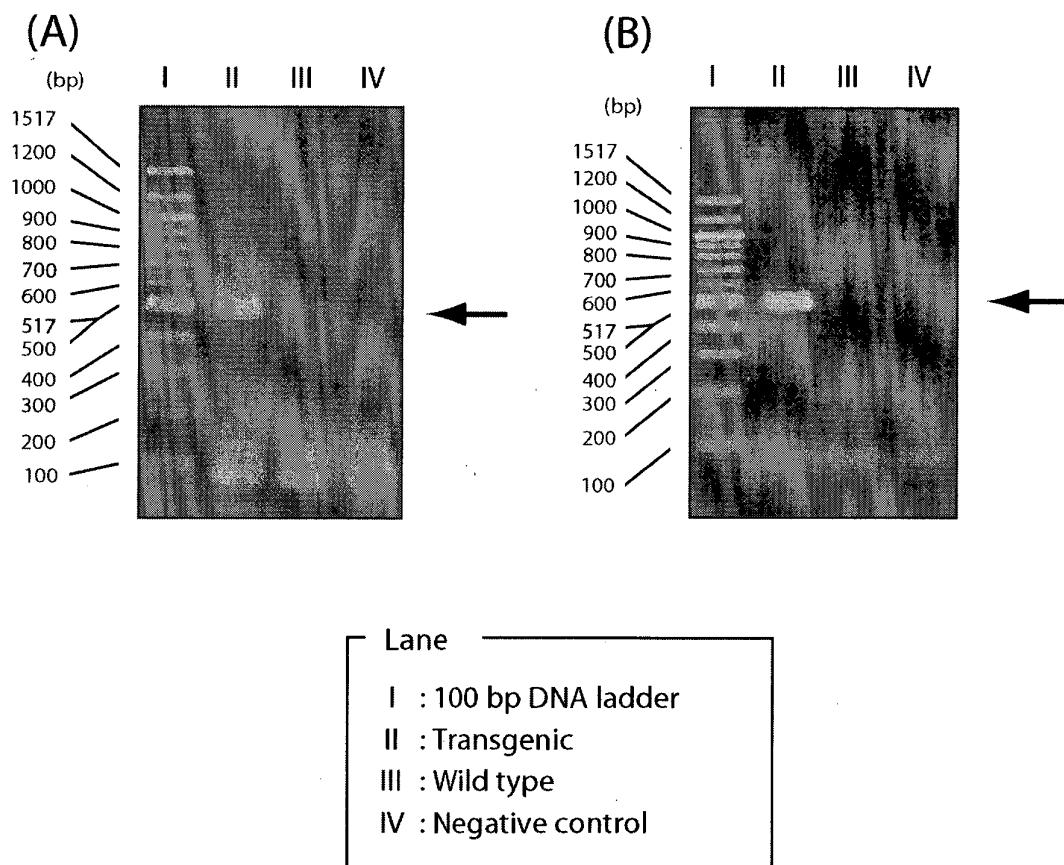 (A)
(bp)
I II III IV
1517
1200
1000
900
800
700
600
517
500
400
300
200
100
(B)
(bp)
I II III IV
1517
1200
1000
900
800
700
600
517
500
400
300
200
100
Lane
I : 100 bp DNA ladder
II : Transgenic
III : Wild type
IV : Negative control